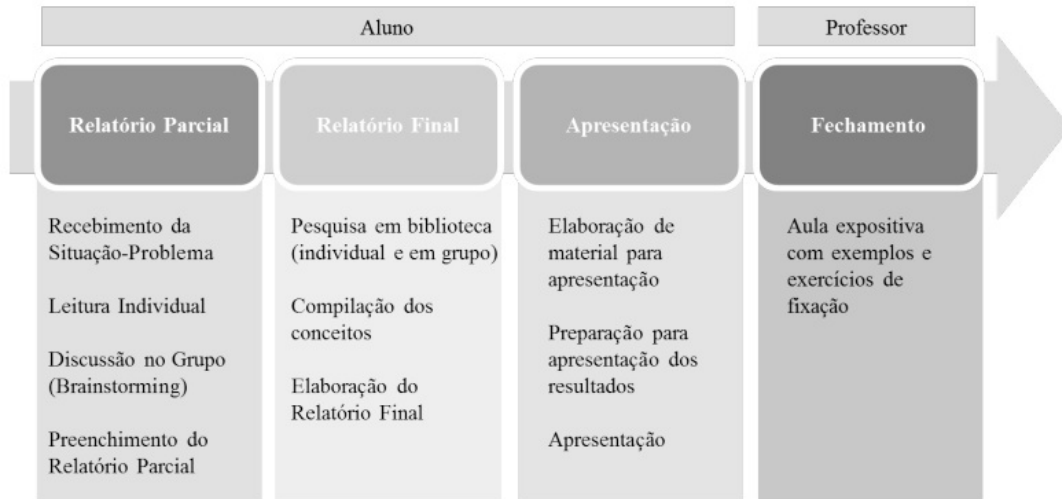 Aluno
Professor
Relatório Parcial
Relatório Final
Apresentação
Fechamento
Recebimento da
Situação-Problema
Leitura Individual
Discussão no Grupo
(Brainstorming)
Preenchimento do
Relatório Parcial
Pesquisa em biblioteca
(individual e em grupo)
Compilação dos
conceitos
Elaboração do
Relatório Final
Elaboração de
material para
apresentação
Preparação para
apresentação dos
resultados
Apresentação
Aula expositiva
com exemplos e
exercícios de
fixação